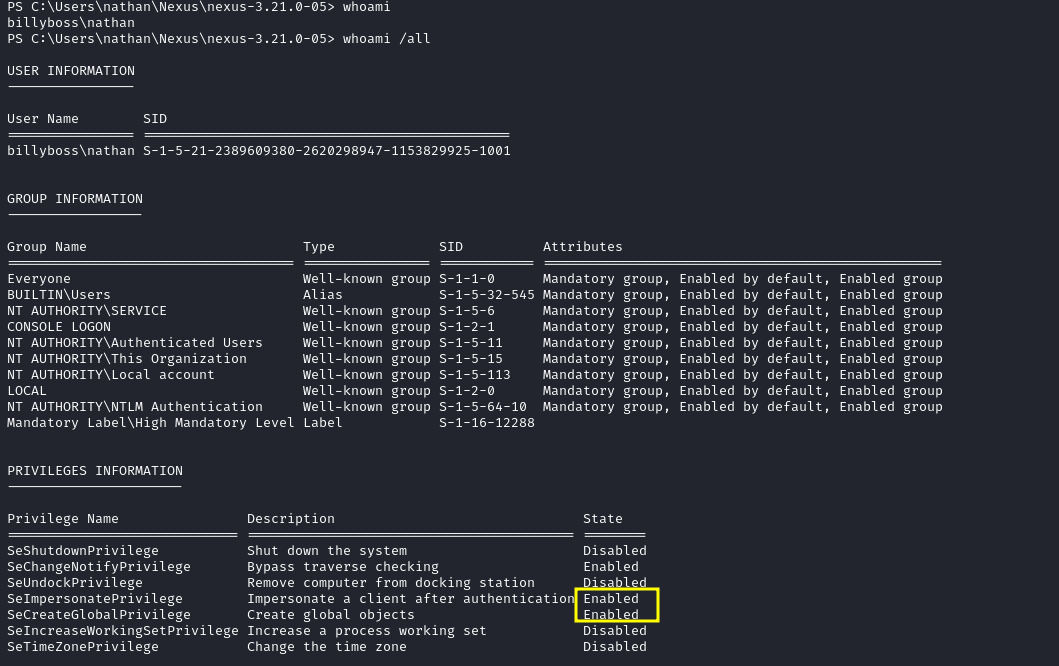 PS C:\Users\nathan\Nexus\nexus-3.21.0-05> whoami
billyboss\nathan
PS C:\Users\nathan\Nexus\nexus-3.21.0-05> whoami /all
USER INFORMATION
----------------
User Name SID
================ ==============================================
billyboss\nathan S-1-5-21-2389609380-2620298947-1153829925-1001
GROUP INFORMATION
-----------------
Group Name Type SID Attributes
==================================== ================ ============ ==================================================
Everyone Well-known group S-1-1-0 Mandatory group, Enabled by default, Enabled group
BUILTIN\Users Alias S-1-5-32-545 Mandatory group, Enabled by default, Enabled group
NT AUTHORITY\SERVICE Well-known group S-1-5-6 Mandatory group, Enabled by default, Enabled group
CONSOLE LOGON Well-known group S-1-2-1 Mandatory group, Enabled by default, Enabled group
NT AUTHORITY\Authenticated Users Well-known group S-1-5-11 Mandatory group, Enabled by default, Enabled group
NT AUTHORITY\This Organization Well-known group S-1-5-15 Mandatory group, Enabled by default, Enabled group
NT AUTHORITY\Local account Well-known group S-1-5-113 Mandatory group, Enabled by default, Enabled group
LOCAL Well-known group S-1-2-0 Mandatory group, Enabled by default, Enabled group
NT AUTHORITY\NTLM Authentication Well-known group S-1-5-64-10 Mandatory group, Enabled by default, Enabled group
Mandatory Label\High Mandatory Level Label S-1-16-12288
PRIVILEGES INFORMATION
----------------------
Privilege Name Description State
============================= ========================================= ========
SeShutdownPrivilege Shut down the system Disabled
SeChangeNotifyPrivilege Bypass traverse checking Enabled
SeUndockPrivilege Remove computer from docking station Disabled
SeImpersonatePrivilege Impersonate a client after authentication Enabled
SeCreateGlobalPrivilege Create global objects Enabled
SeIncreaseWorkingSetPrivilege Increase a process working set Disabled
SeTimeZonePrivilege Change the time zone Disabled